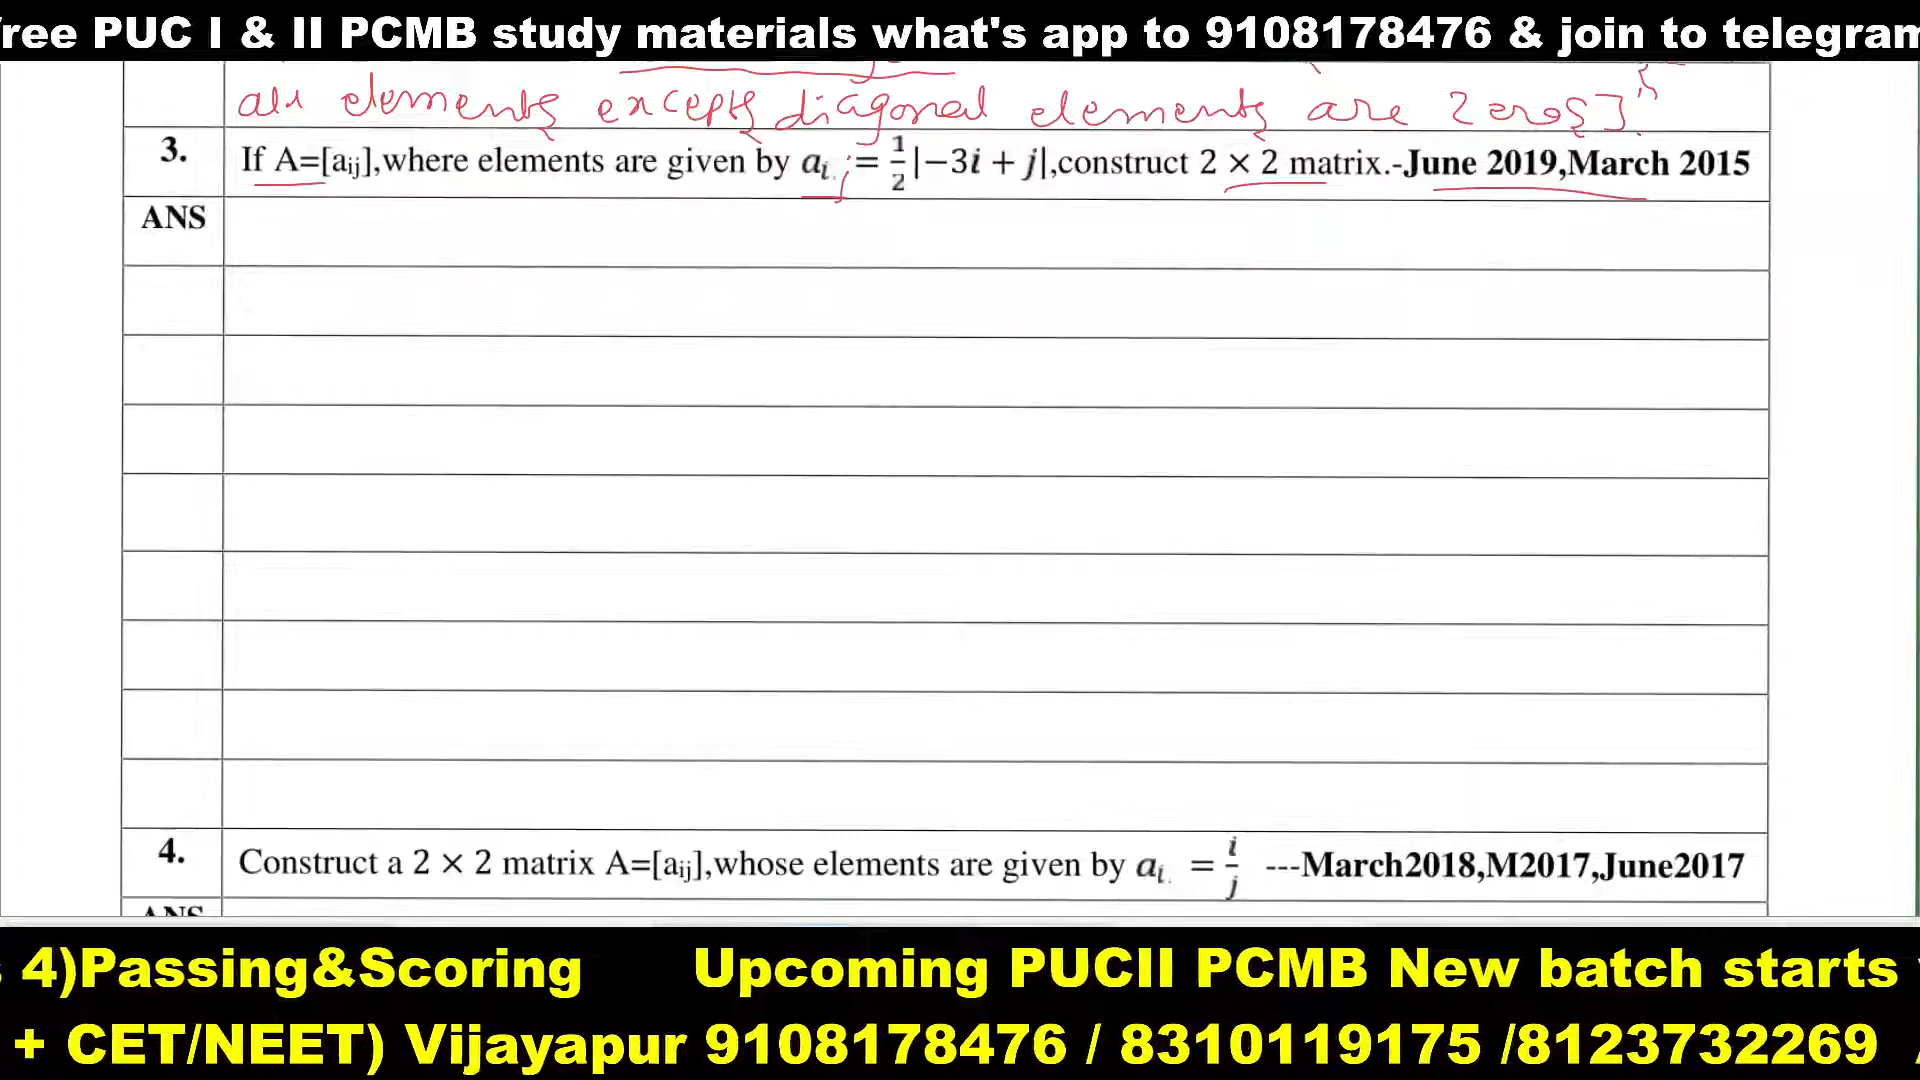 ree PUC I & II PCMB study materials what's app to 9108178476 & join to telegram
all elements except diagonal elements are zeros].
3. If A=[aᵢⱼ],where elements are given by aᵢⱼ = 1/2|−3i + j|,construct 2 × 2 matrix.-June 2019,March 2015
ANS
4. Construct a 2 × 2 matrix A=[aᵢⱼ],whose elements are given by aᵢ. = i/j ---March2018,M2017,June2017
ANS
s 4)Passing&Scoring Upcoming PUCII PCMB New batch starts
+ CET/NEET) Vijayapur 9108178476 / 8310119175 /8123732269 /